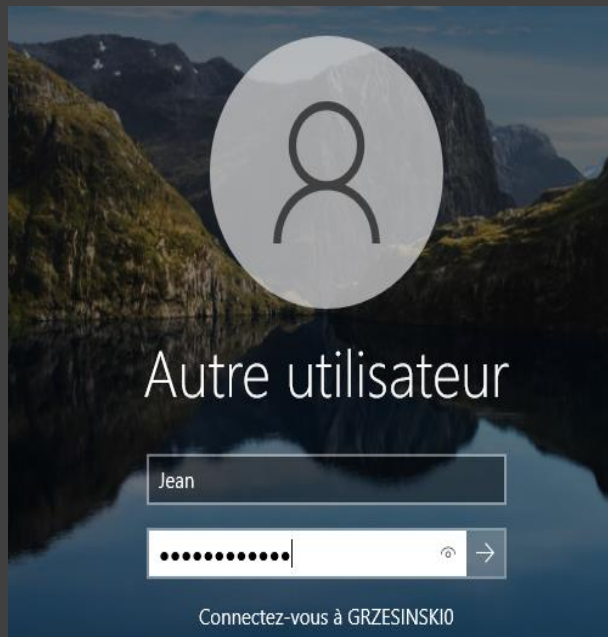 Autre utilisateur
Jean
••••••••••••
Connectez-vous à GRZESINSKI0